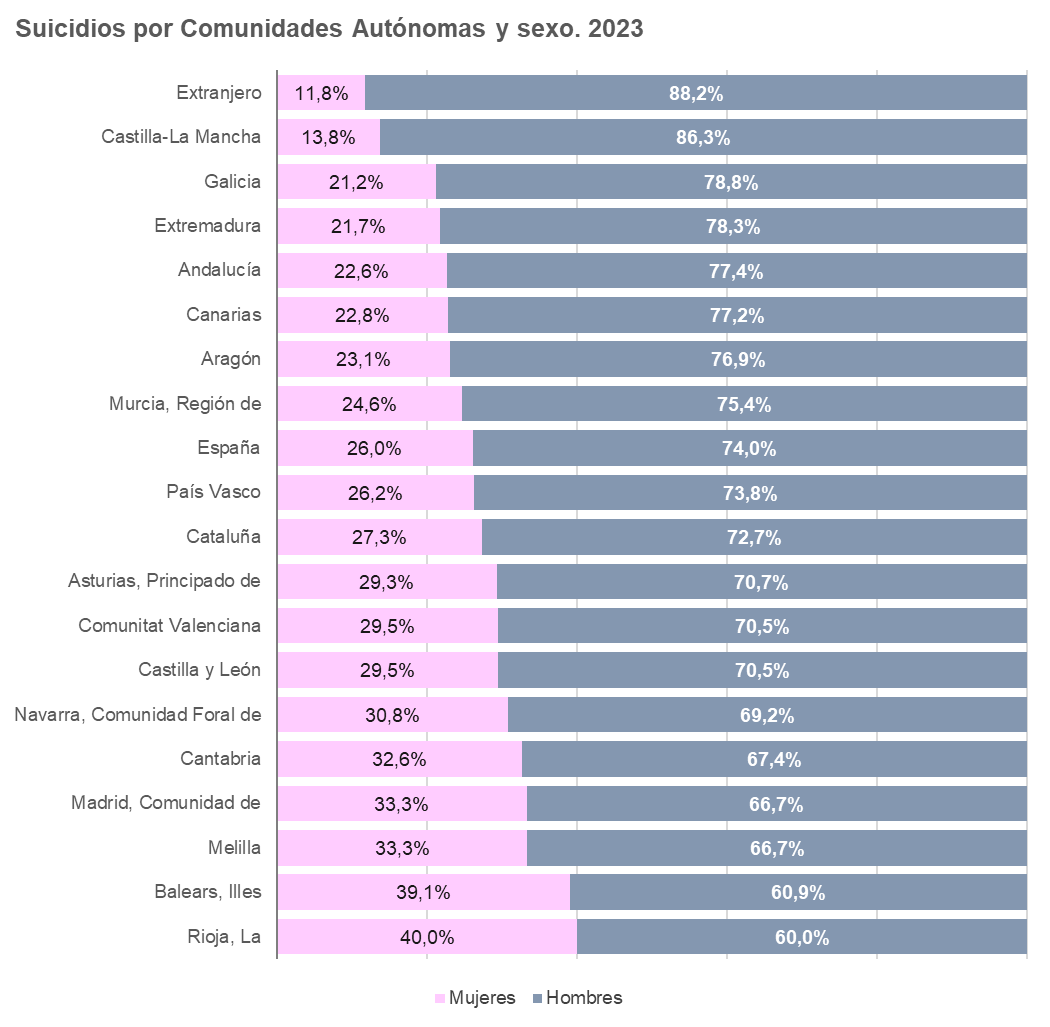 Suicidios por Comunidades Autónomas y sexo. 2023
Extranjero 11,8% 88,2%
Castilla-La Mancha 13,8% 86,3%
Galicia 21,2% 78,8%
Extremadura 21,7% 78,3%
Andalucía 22,6% 77,4%
Canarias 22,8% 77,2%
Aragón 23,1% 76,9%
Murcia, Región de 24,6% 75,4%
España 26,0% 74,0%
País Vasco 26,2% 73,8%
Cataluña 27,3% 72,7%
Asturias, Principado de 29,3% 70,7%
Comunitat Valenciana 29,5% 70,5%
Castilla y León 29,5% 70,5%
Navarra, Comunidad Foral de 30,8% 69,2%
Cantabria 32,6% 67,4%
Madrid, Comunidad de 33,3% 66,7%
Melilla 33,3% 66,7%
Balears, Illes 39,1% 60,9%
Rioja, La 40,0% 60,0%
Mujeres Hombres